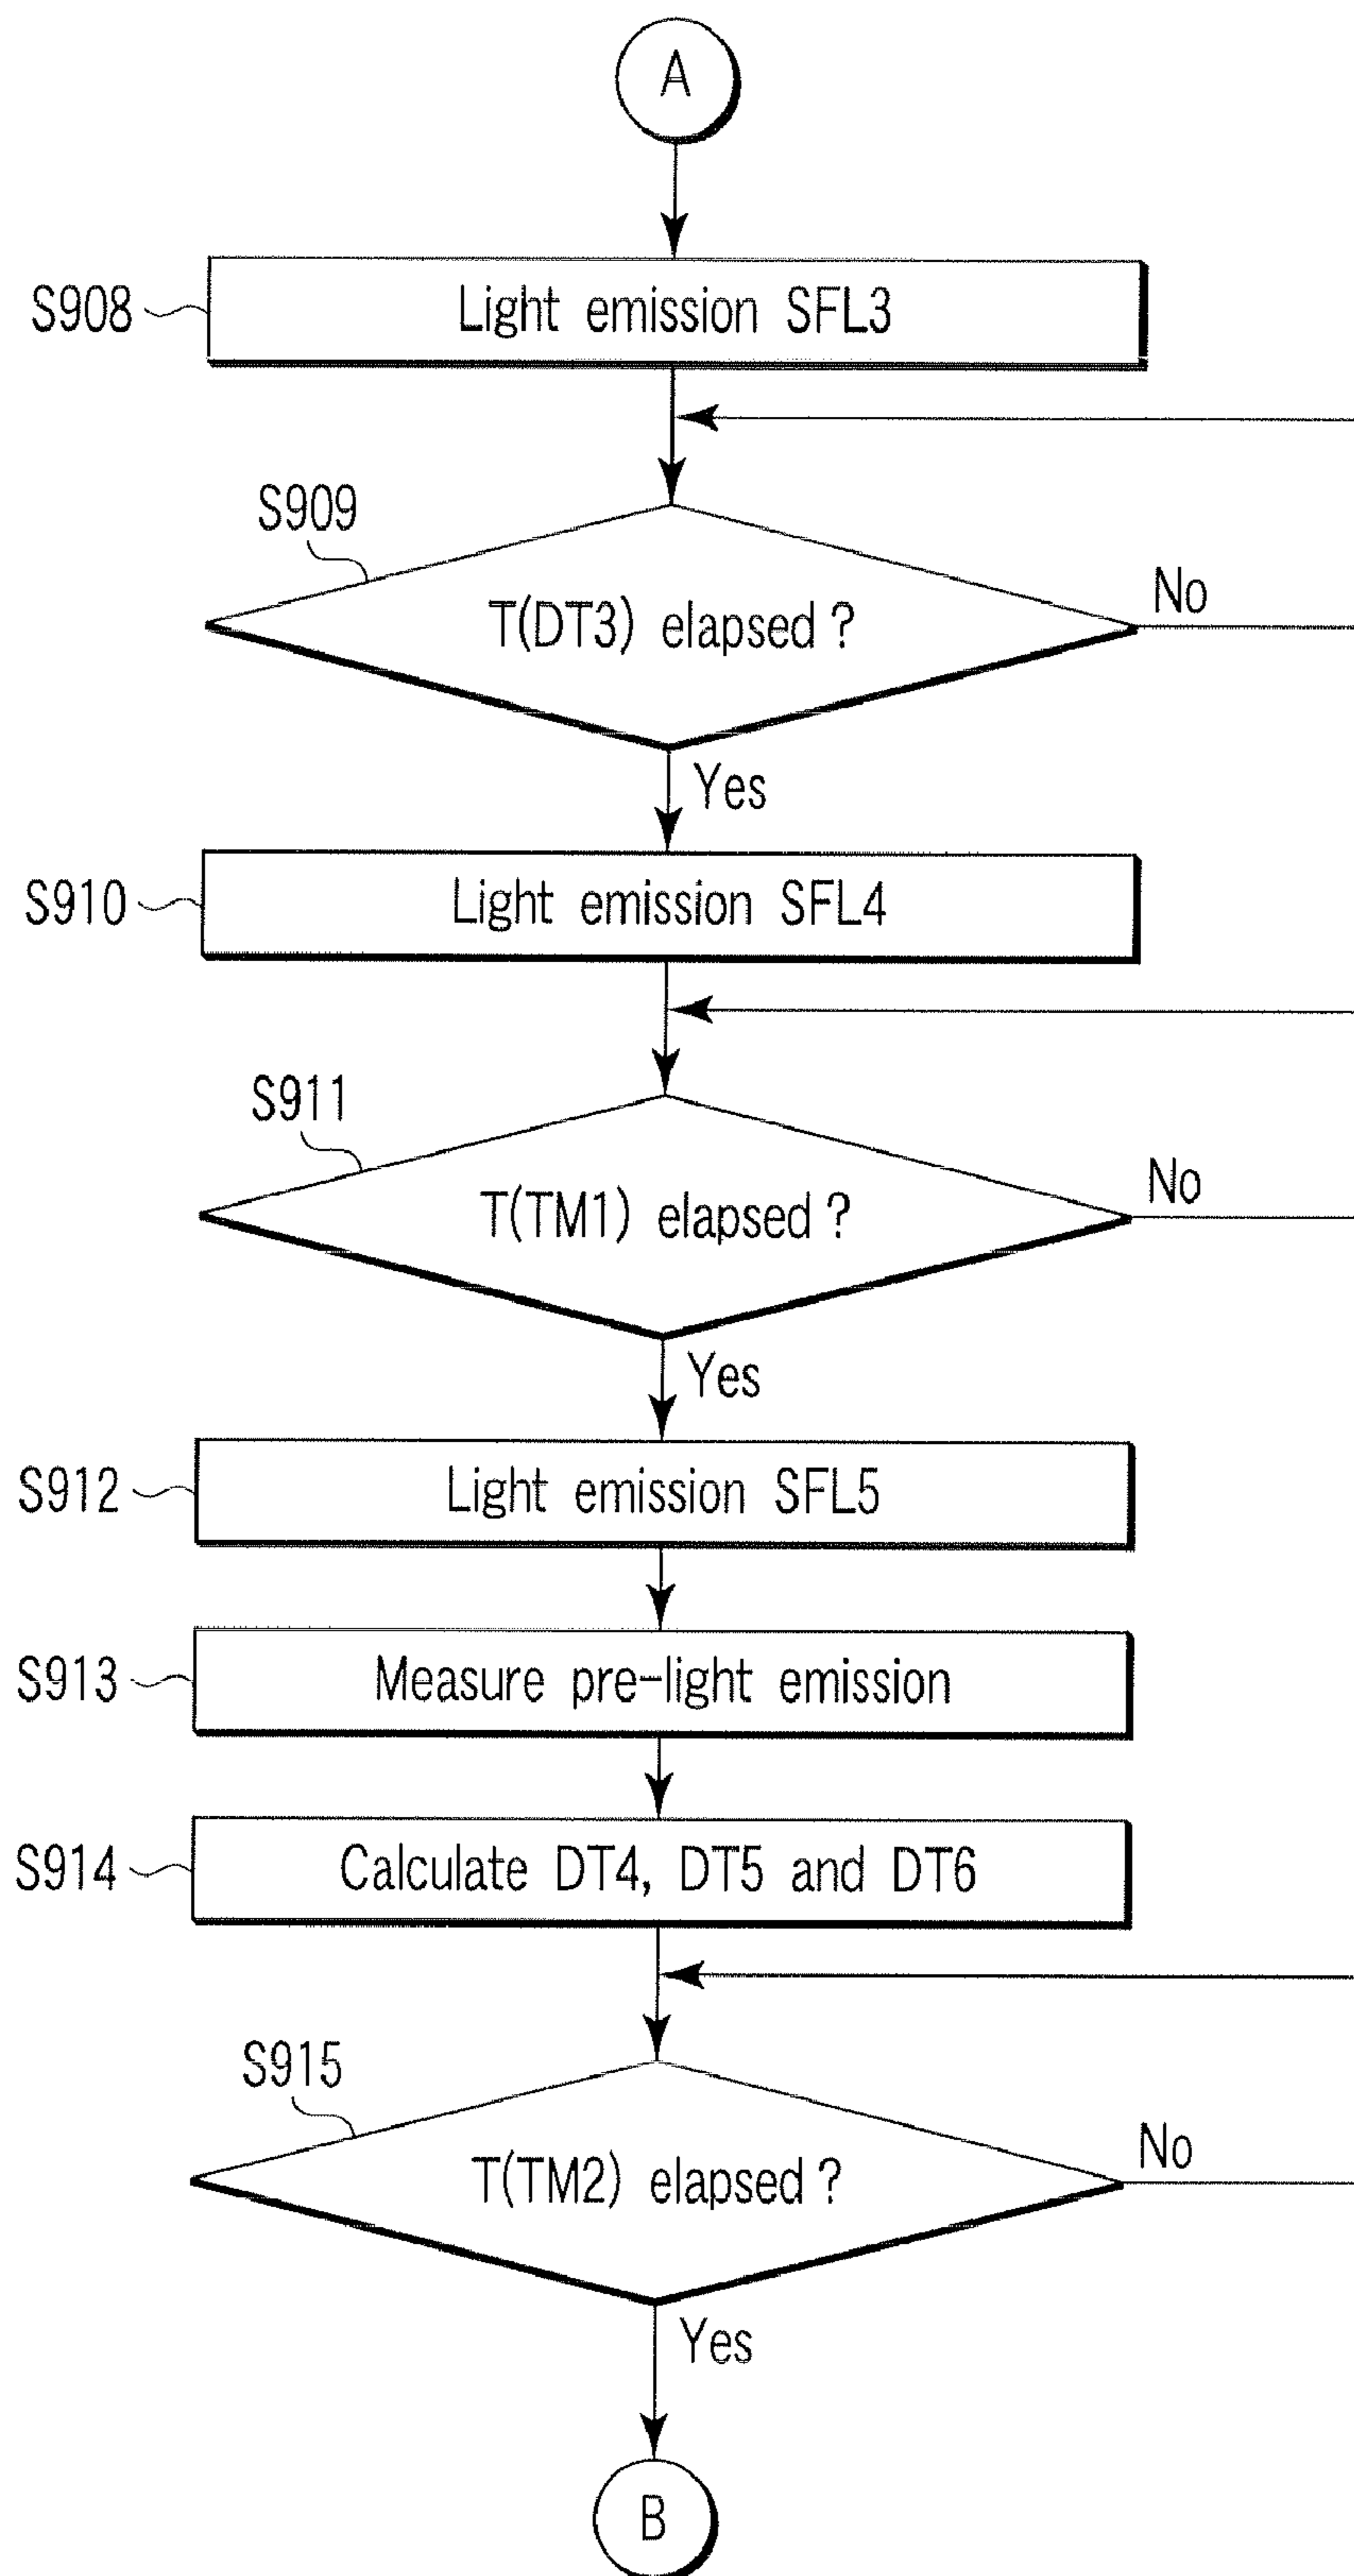 A
S908
Light emission SFL3
S909
T(DT3) elapsed ?
No
Yes
S910
Light emission SFL4
S911
T(TM1) elapsed ?
No
Yes
S912
Light emission SFL5
S913
Measure pre-light emission
S914
Calculate DT4, DT5 and DT6
S915
T(TM2) elapsed ?
No
Yes
B